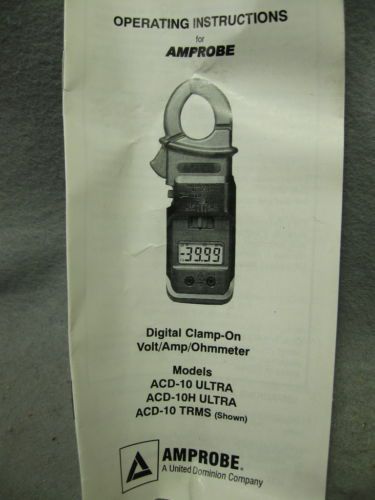 OPERATING INSTRUCTIONS
for
AMPROBE
-39.99
Digital Clamp-On
Volt/Amp/Ohmmeter
Models
ACD-10 ULTRA
ACD-10H ULTRA
ACD-10 TRMS (Shown)
AMPROBE®
A United Dominion Company